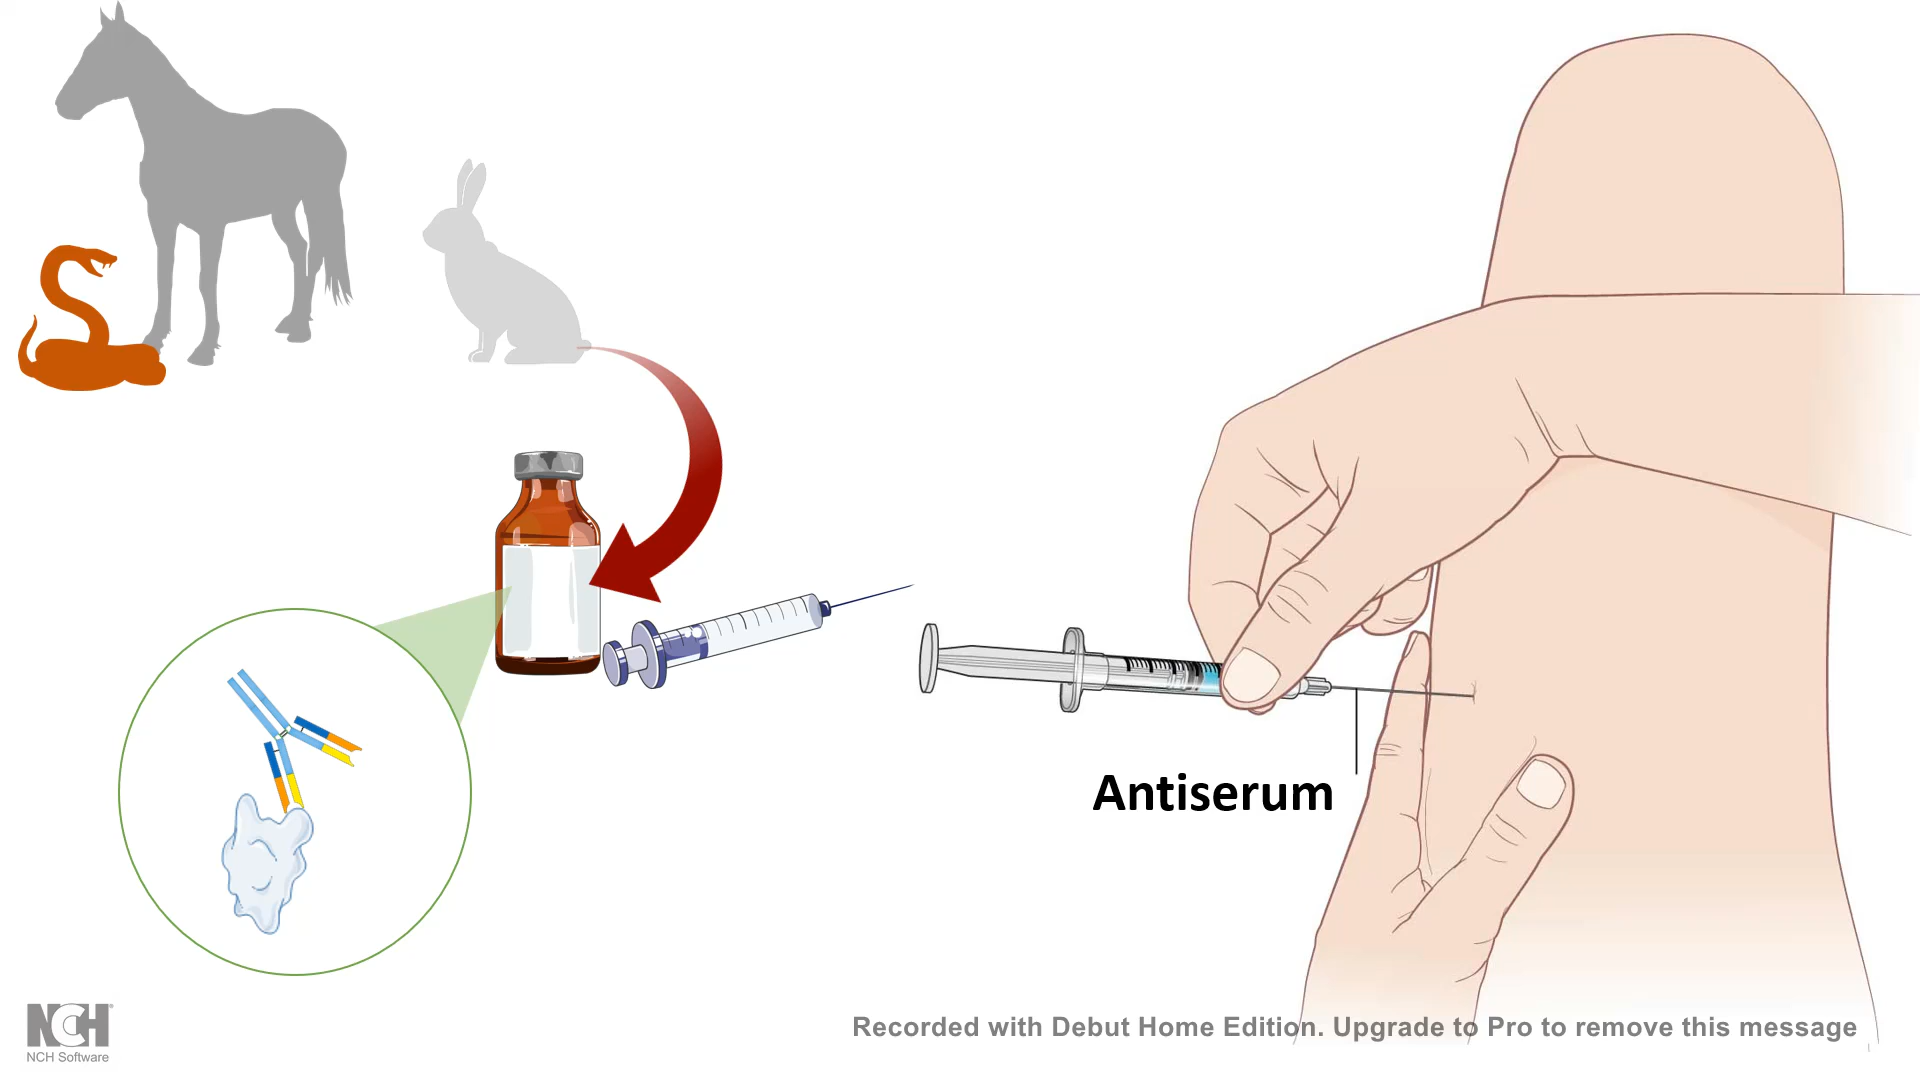 Antiserum
NCH
NCH Software
Recorded with Debut Home Edition. Upgrade to Pro to remove this message